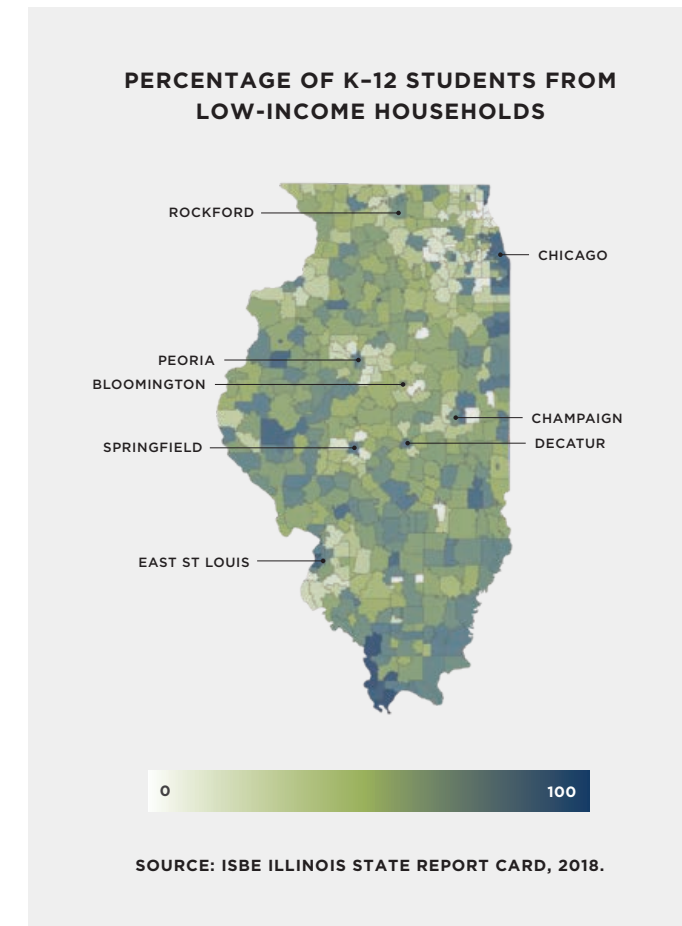 PERCENTAGE OF K–12 STUDENTS FROM
LOW-INCOME HOUSEHOLDS
ROCKFORD
CHICAGO
PEORIA
BLOOMINGTON
CHAMPAIGN
DECATUR
SPRINGFIELD
EAST ST LOUIS
0
100
SOURCE: ISBE ILLINOIS STATE REPORT CARD, 2018.